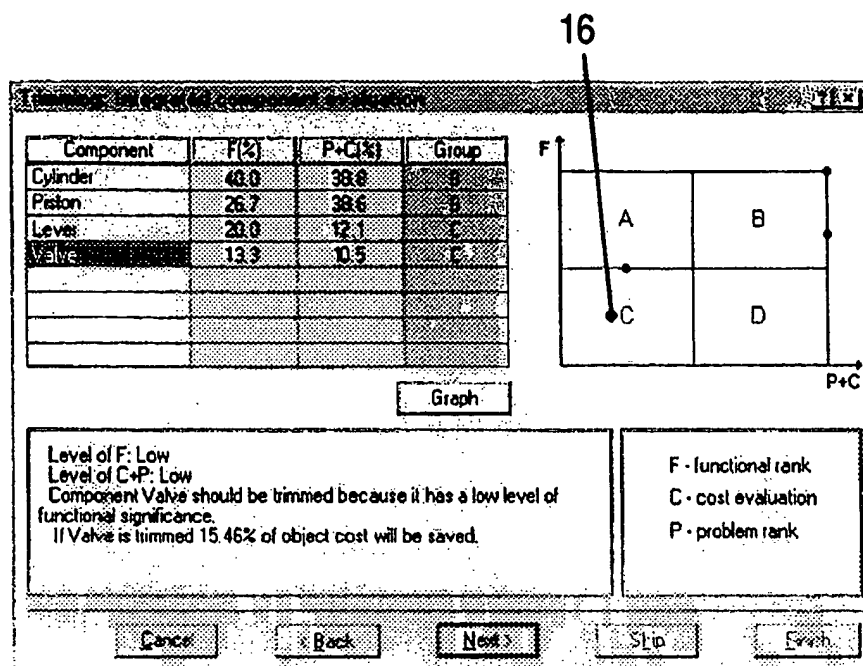 16
Trimming: Integrated component evaluation
Component F(%) P+C(%) Group
Cylinder 40.0 38.8 B
Piston 26.7 38.6 B
Lever 20.0 12.1 C
Valve 13.3 10.5 C
F
A B
C D
P+C
Graph
Level of F: Low
Level of C+P: Low
Component Valve should be trimmed because it has a low level of
functional significance.
If Valve is trimmed 15.46% of object cost will be saved.
F - functional rank
C - cost evaluation
P - problem rank
Cancel < Back Next > Skip Finish